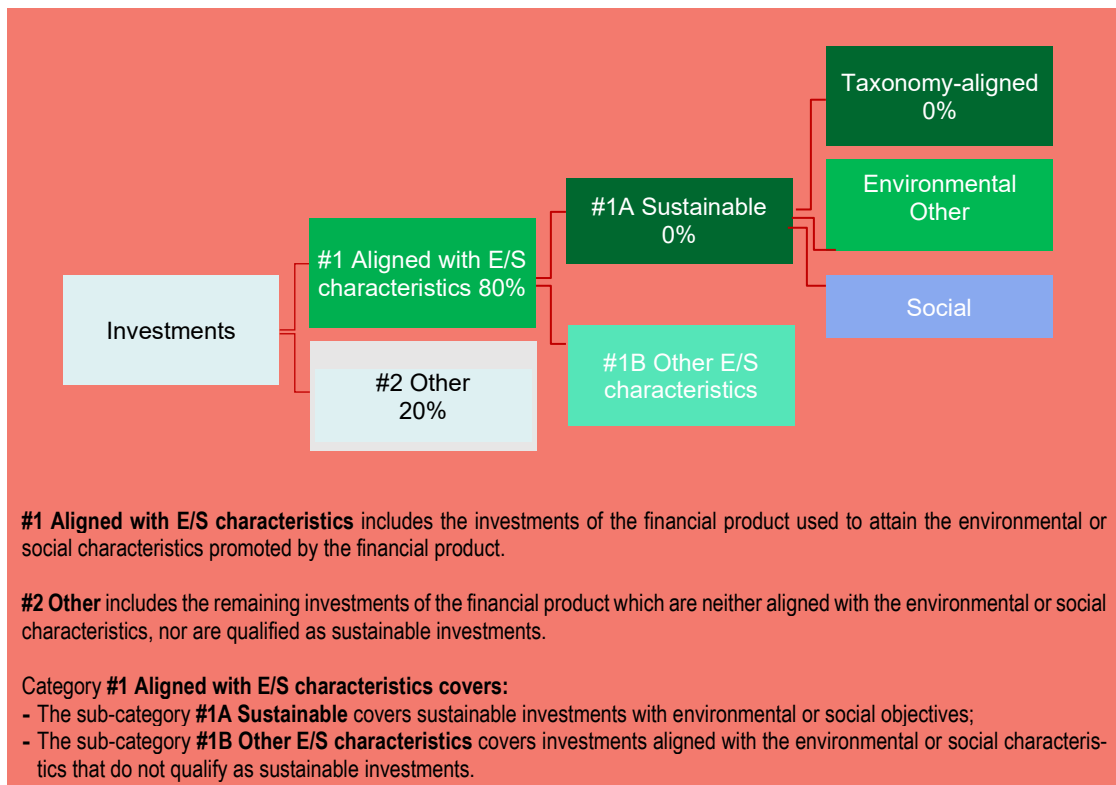 Taxonomy-aligned
0%
Environmental
Other
#1A Sustainable
0%
#1 Aligned with E/S
characteristics 80%
Social
Investments
#1B Other E/S
characteristics
#2 Other
20%
#1 Aligned with E/S characteristics includes the investments of the financial product used to attain the environmental or
social characteristics promoted by the financial product.
#2 Other includes the remaining investments of the financial product which are neither aligned with the environmental or social
characteristics, nor are qualified as sustainable investments.
Category #1 Aligned with E/S characteristics covers:
- The sub-category #1A Sustainable covers sustainable investments with environmental or social objectives;
- The sub-category #1B Other E/S characteristics covers investments aligned with the environmental or social characteris-
tics that do not qualify as sustainable investments.